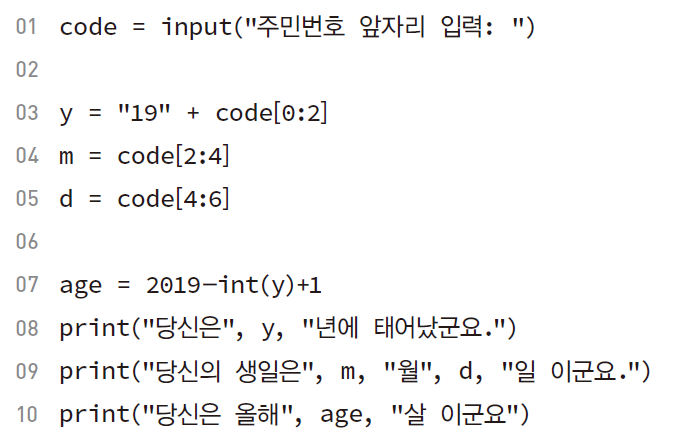 01 code = input("주민번호 앞자리 입력: ")
02
03 y = "19" + code[0:2]
04 m = code[2:4]
05 d = code[4:6]
06
07 age = 2019-int(y)+1
08 print("당신은", y, "년에 태어났군요.")
09 print("당신의 생일은", m, "월", d, "일 이군요.")
10 print("당신은 올해", age, "살 이군요")